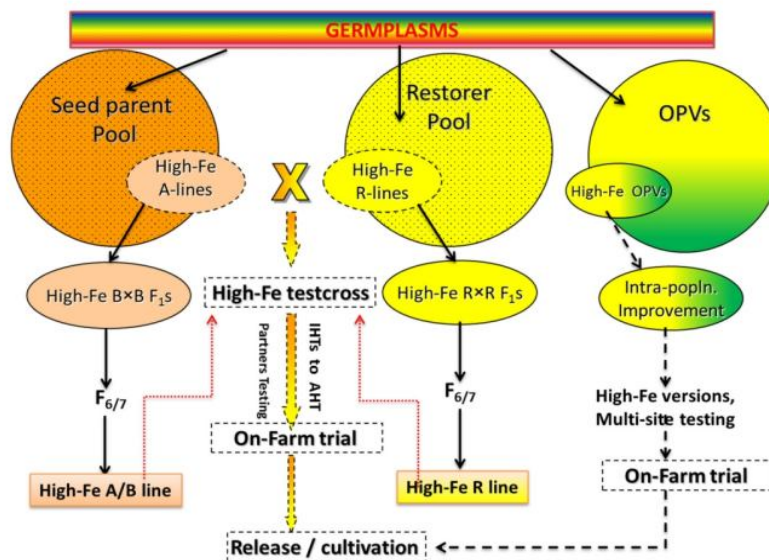 GERMPLASMS
Seed parent
Pool
Restorer
Pool
OPVs
High-Fe
A-lines
X
High-Fe
R-lines
High-Fe OPVs
High-Fe B×B F₁s
High-Fe testcross
High-Fe R×R F₁s
Intra-popln.
Improvement
Partners Testing
IHTs to AHT
F₆/₇
F₆/₇
High-Fe versions,
Multi-site testing
On-Farm trial
On-Farm trial
High-Fe A/B line
High-Fe R line
Release / cultivation